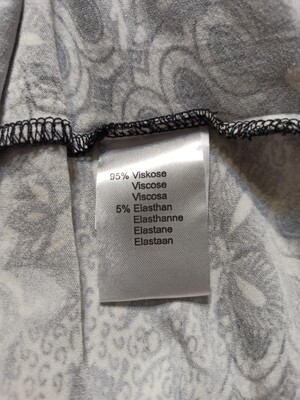 95% Viskose
Viscose
Viscosa
5% Elasthan
Elasthanne
Elastane
Elastaan